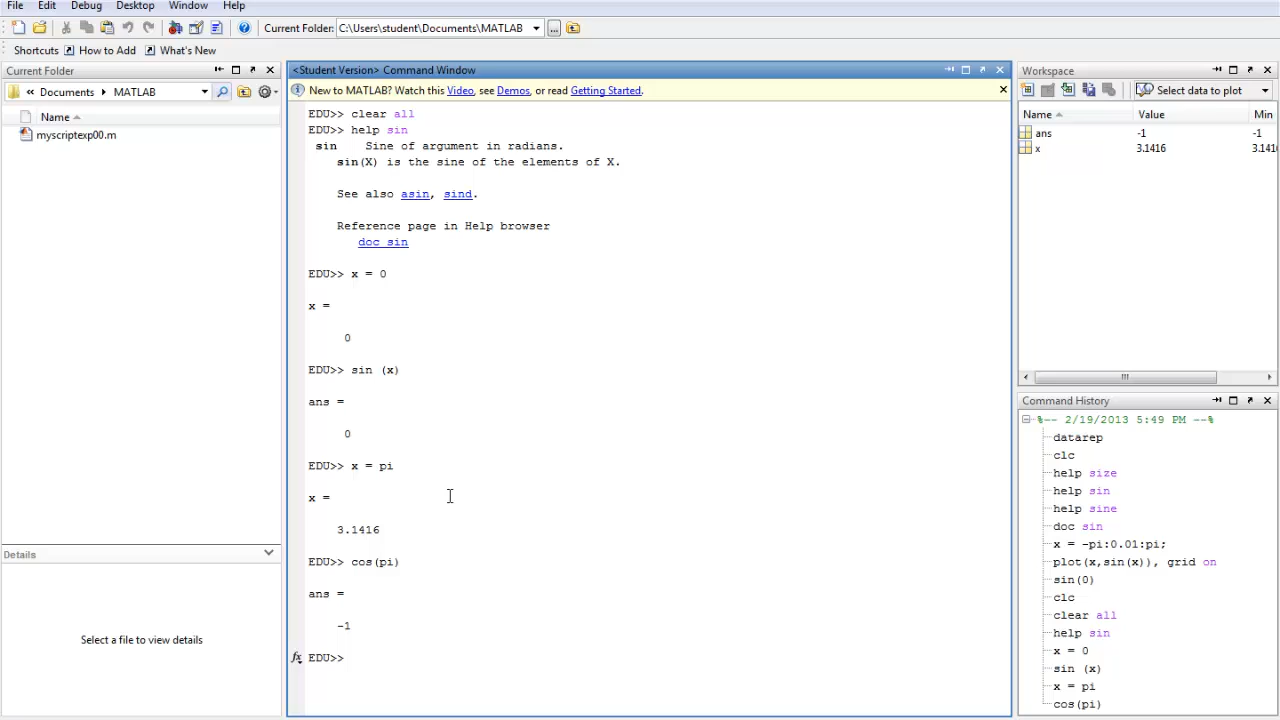 File Edit Debug Desktop Window Help
Current Folder: C:\Users\student\Documents\MATLAB ...
Shortcuts How to Add What's New
Current Folder
« Documents MATLAB
Name
myscriptexp00.m
Details
Select a file to view details
<Student Version> Command Window
New to MATLAB? Watch this Video, see Demos, or read Getting Started.
EDU>> clear all
EDU>> help sin
sin Sine of argument in radians.
sin(X) is the sine of the elements of X.
See also asin, sind.
Reference page in Help browser
doc sin
EDU>> x = 0
x =
0
EDU>> sin (x)
ans =
0
EDU>> x = pi
x =
3.1416
EDU>> cos(pi)
ans =
-1
fx EDU>>
Workspace
Select data to plot
Name Value Min
ans -1 -1
x 3.1416 3.141
Command History
%-- 2/19/2013 5:49 PM --%
datarep
clc
help size
help sin
help sine
doc sin
x = -pi:0.01:pi;
plot(x,sin(x)), grid on
sin(0)
clc
clear all
help sin
x = 0
sin (x)
x = pi
cos(pi)